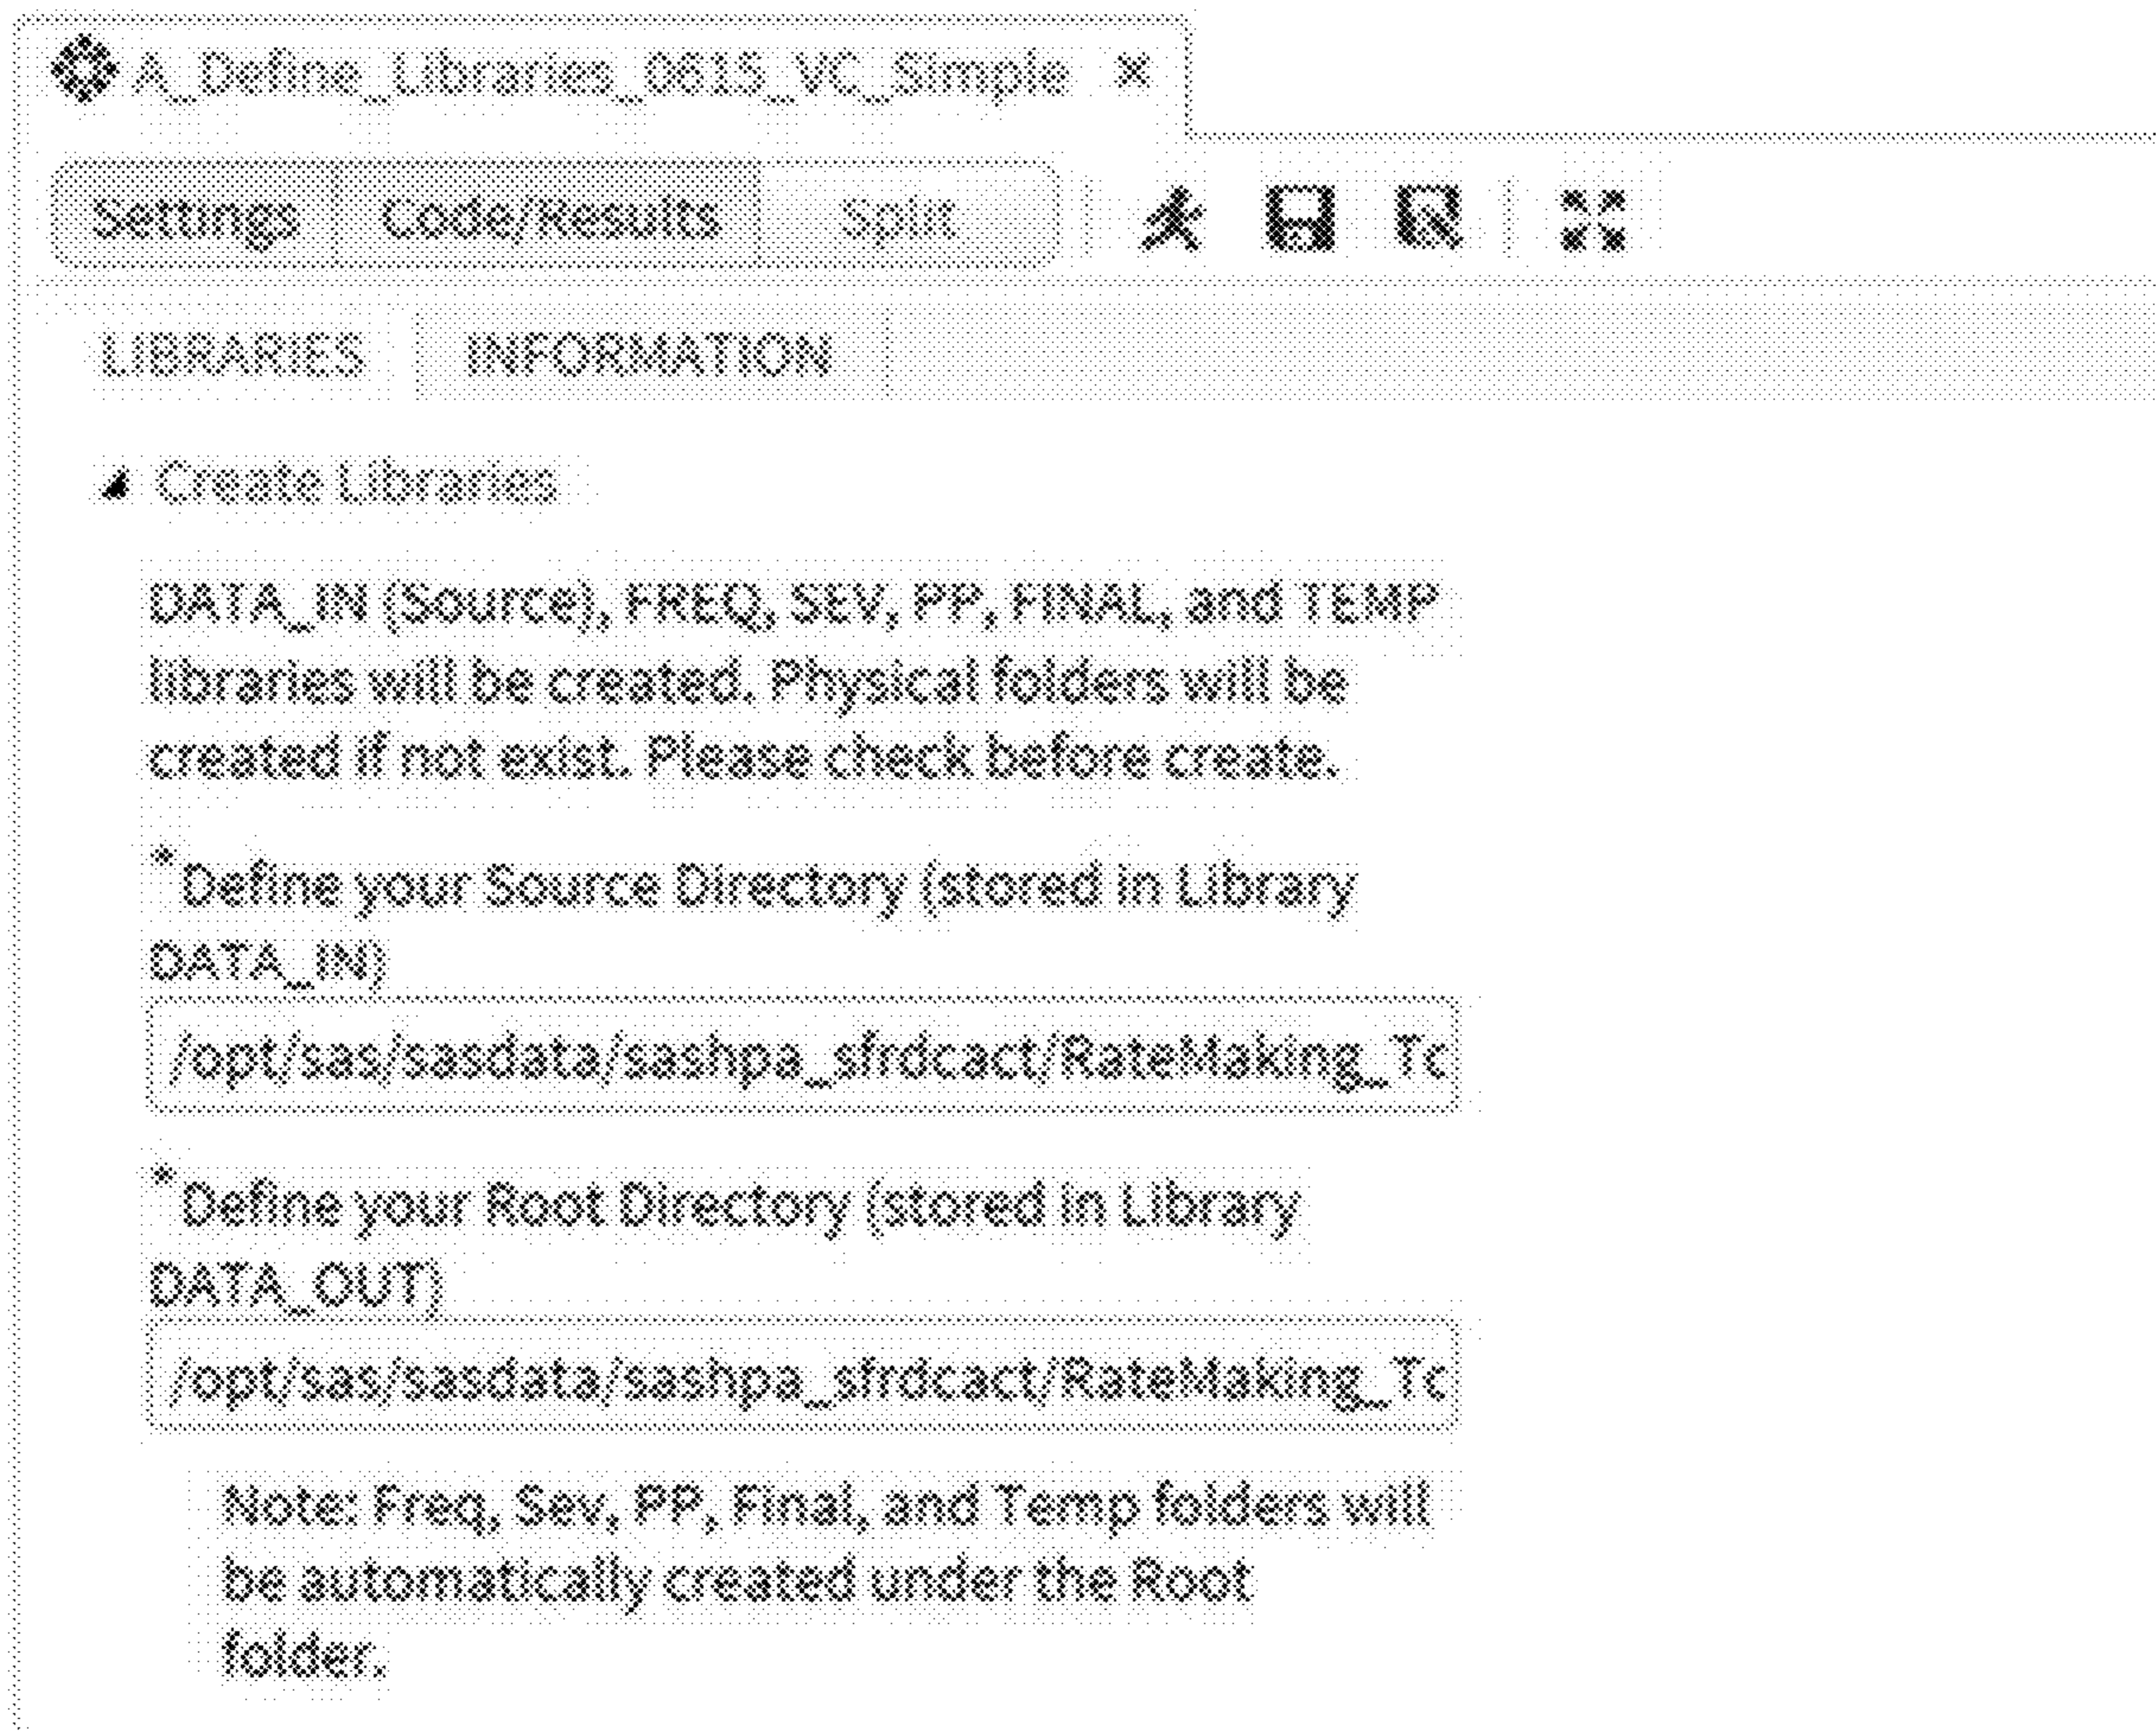 A_Define_Libraries_0615_VC_Simple ×
Settings Code/Results Split
LIBRARIES INFORMATION
Create Libraries
DATA_IN (Source), FREQ, SEV, PP, FINAL, and TEMP
libraries will be created. Physical folders will be
created if not exist. Please check before create.
*Define your Source Directory (stored in Library
DATA_IN)
/opt/sas/sasdata/sashpa_sfrdcact/RateMaking_Tc
*Define your Root Directory (stored in Library
DATA_OUT)
/opt/sas/sasdata/sashpa_sfrdcact/RateMaking_Tc
Note: Freq, Sev, PP, Final, and Temp folders will
be automatically created under the Root
folder.